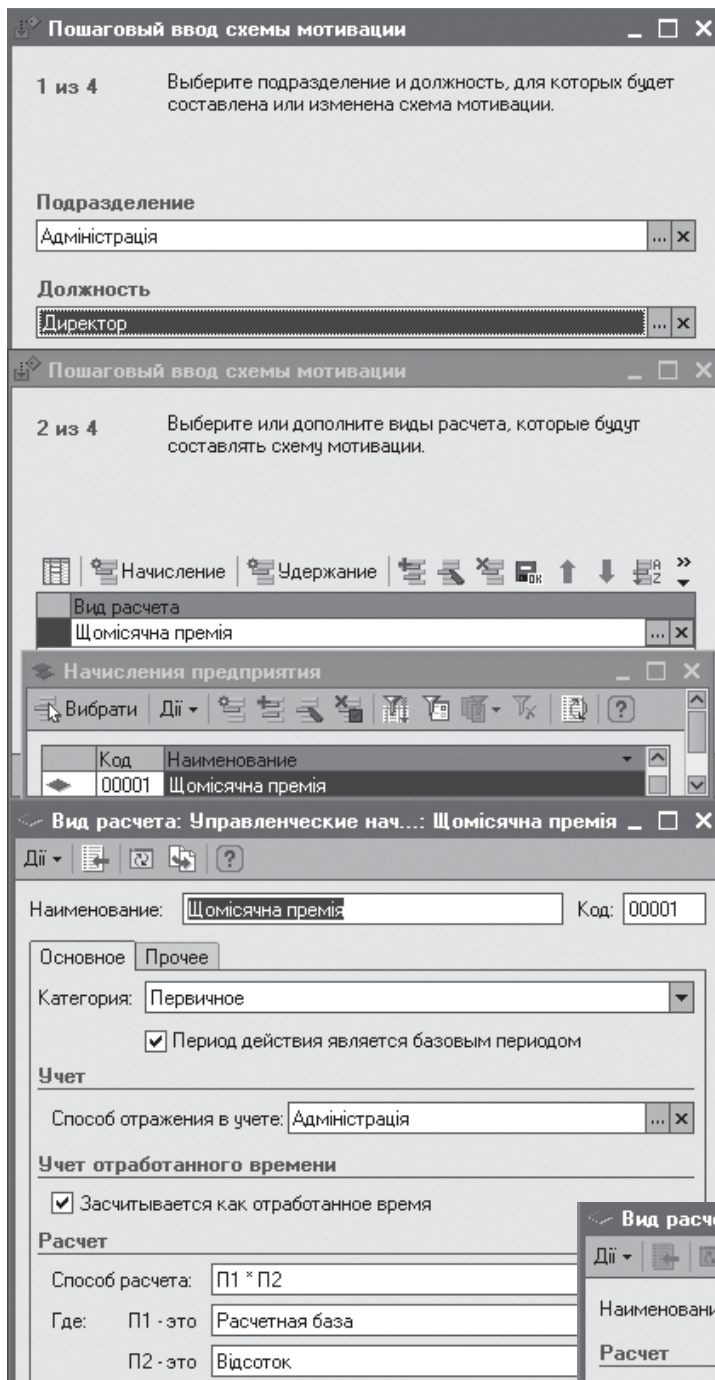 Пошаговый ввод схемы мотивации
1 из 4
Выберите подразделение и должность, для которых будет
составлена или изменена схема мотивации.
Подразделение
Адміністрація
Должность
Директор
Пошаговый ввод схемы мотивации
2 из 4
Выберите или дополните виды расчета, которые будут
составлять схему мотивации.
Начисление Удержание
Вид расчета
Щомісячна премія
Начисления предприятия
Вибрати Дії
Код Наименование
00001 Щомісячна премія
Вид расчета: Управленческие нач...: Щомісячна премія
Дії
Наименование: Щомісячна премія Код: 00001
Основное Прочее
Категория: Первичное
Период действия является базовым периодом
Учет
Способ отражения в учете: Адміністрація
Учет отработанного времени
Засчитывается как отработанное время
Вид расч
Расчет
Дії
Способ расчета: П1 * П2
Наименовани
Где: П1 - это Расчетная база
Расчет
П2 - это Відсоток